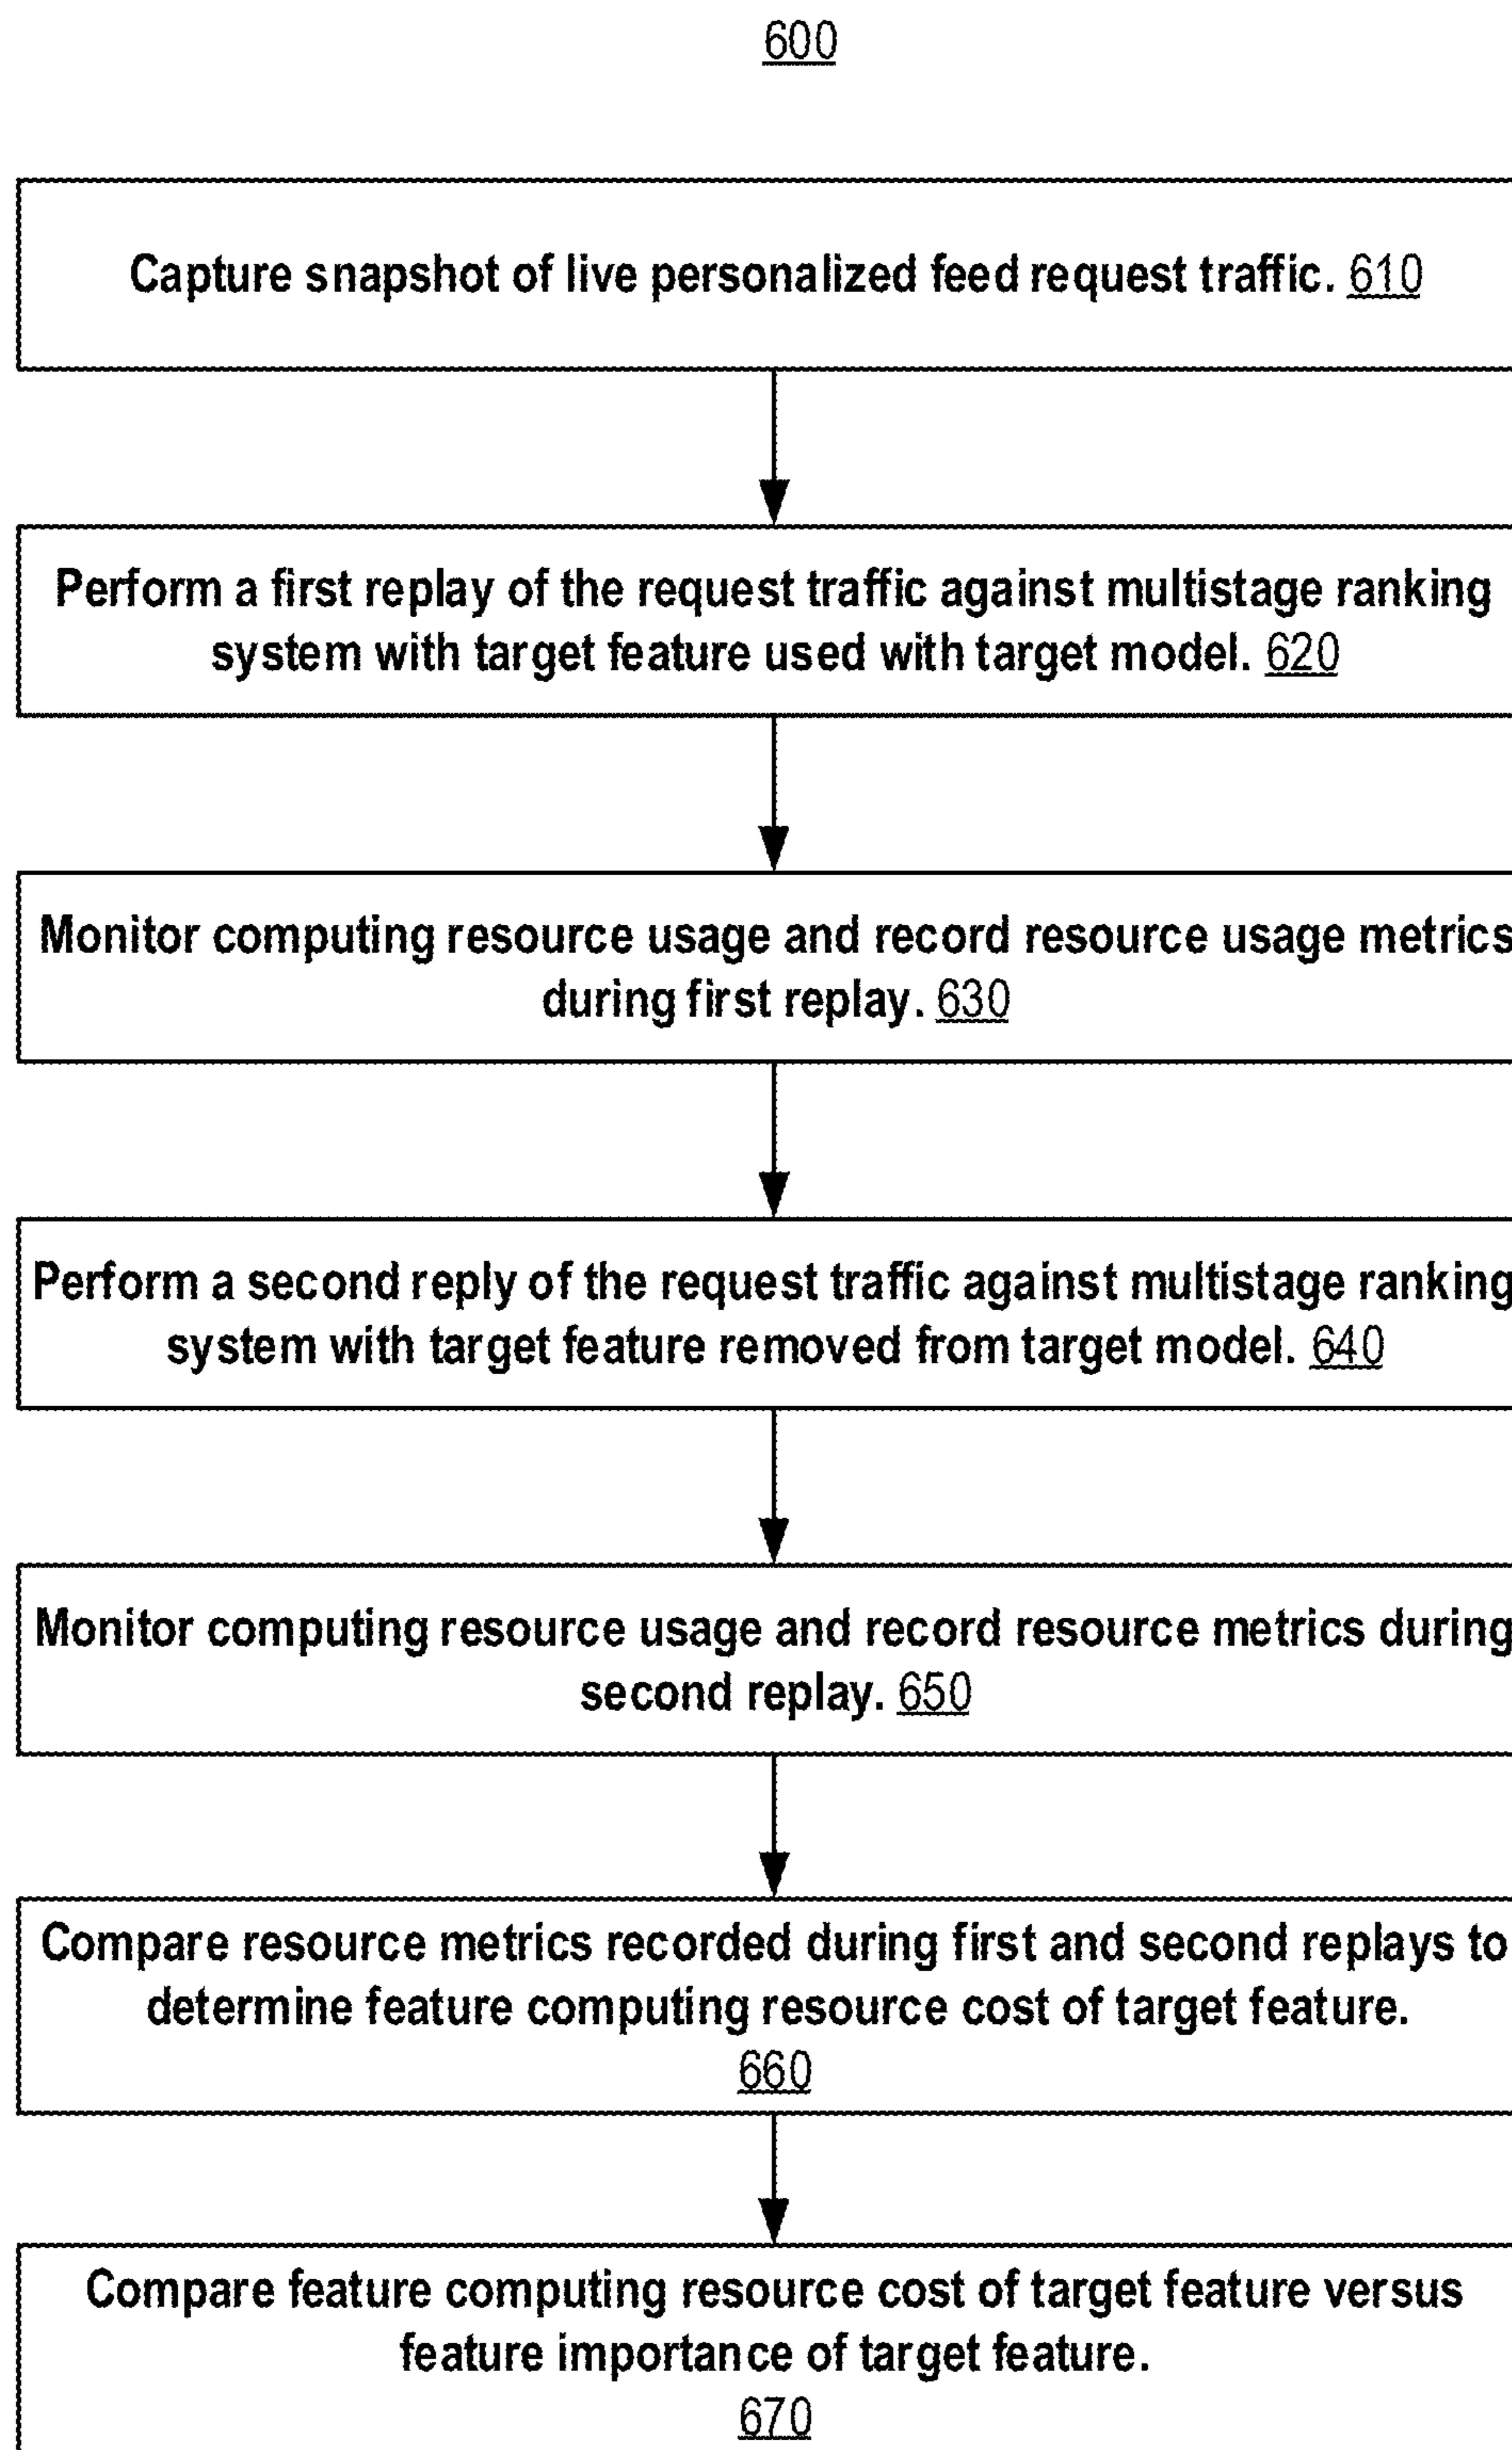 600
Capture snapshot of live personalized feed request traffic. 610
Perform a first replay of the request traffic against multistage ranking
system with target feature used with target model. 620
Monitor computing resource usage and record resource usage metrics
during first replay. 630
Perform a second reply of the request traffic against multistage ranking
system with target feature removed from target model. 640
Monitor computing resource usage and record resource metrics during
second replay. 650
Compare resource metrics recorded during first and second replays to
determine feature computing resource cost of target feature.
660
Compare feature computing resource cost of target feature versus
feature importance of target feature.
670